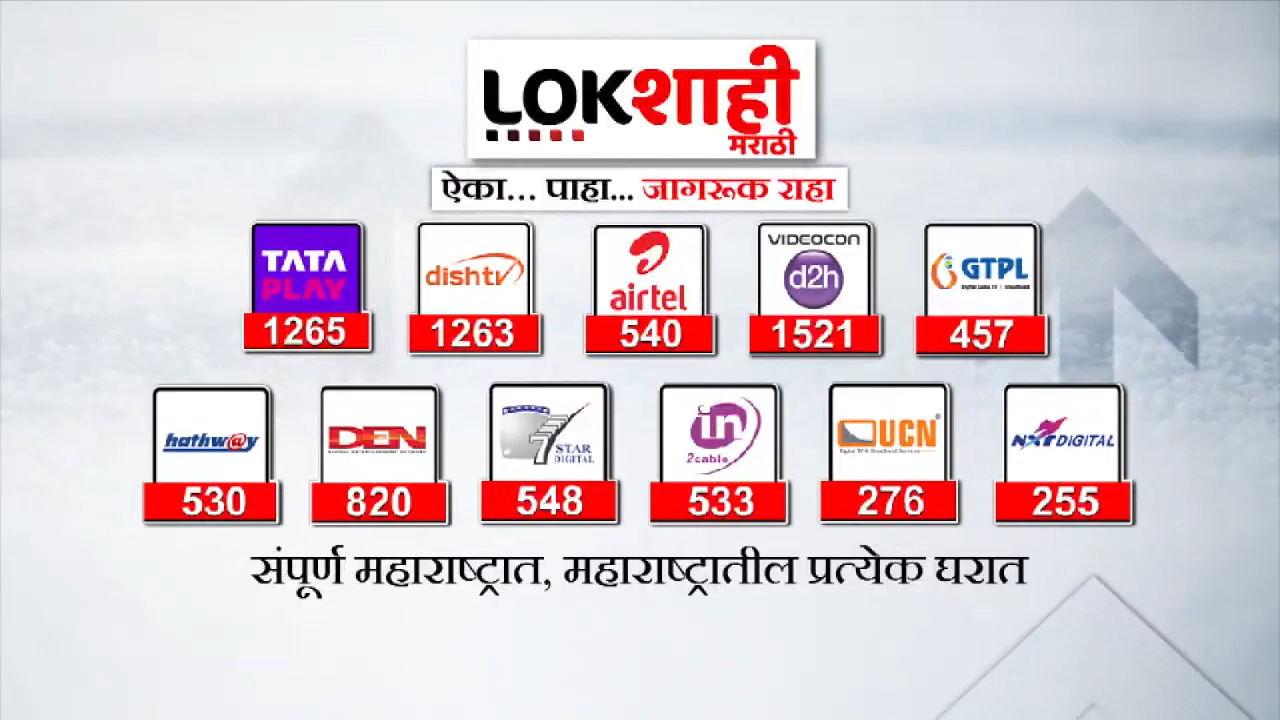 LOKशाही
मराठी
ऐका... पाहा... जागरूक राहा
TATA PLAY
1265
dishtv
1263
airtel
540
VIDEOCON d2h
1521
GTPL
457
hathw@y
530
DEN
820
7 STAR DIGITAL
548
in 2cable
533
UCN
276
NXT DIGITAL
255
संपूर्ण महाराष्ट्रात, महाराष्ट्रातील प्रत्येक घरात